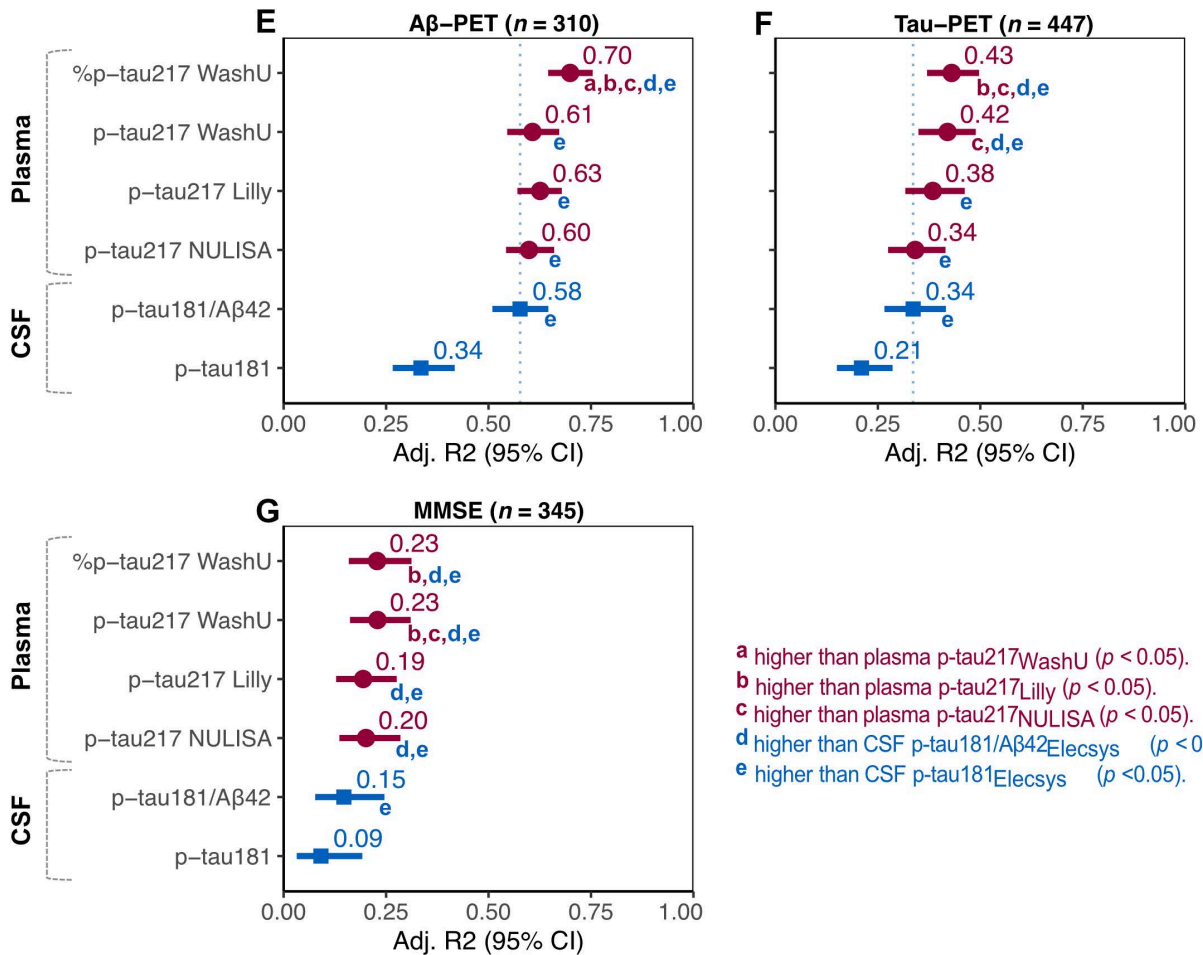 E
Aβ−PET (n = 310)
Plasma
%p−tau217 WashU
0.70
a,b,c,d,e
p−tau217 WashU
0.61
e
p−tau217 Lilly
0.63
e
p−tau217 NULISA
0.60
e
CSF
p−tau181/Aβ42
0.58
e
p−tau181
0.34
0.00 0.25 0.50 0.75 1.00
Adj. R2 (95% CI)
F
Tau−PET (n = 447)
0.43
b,c,d,e
0.42
c,d,e
0.38
e
0.34
e
0.34
e
0.21
0.00 0.25 0.50 0.75 1.00
Adj. R2 (95% CI)
G
MMSE (n = 345)
Plasma
%p−tau217 WashU
0.23
b,d,e
p−tau217 WashU
0.23
b,c,d,e
p−tau217 Lilly
0.19
d,e
p−tau217 NULISA
0.20
d,e
CSF
p−tau181/Aβ42
0.15
e
p−tau181
0.09
0.00 0.25 0.50 0.75 1.00
Adj. R2 (95% CI)
a higher than plasma p-tau217WashU (p < 0.05).
b higher than plasma p-tau217Lilly (p < 0.05).
c higher than plasma p-tau217NULISA (p < 0.05).
d higher than CSF p-tau181/Aβ42Elecsys (p < 0
e higher than CSF p-tau181Elecsys (p <0.05).